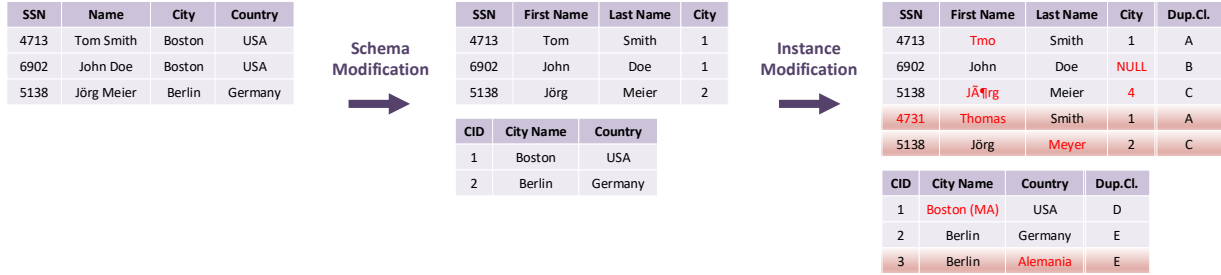 SSN Name City Country
4713 Tom Smith Boston USA
6902 John Doe Boston USA
5138 Jörg Meier Berlin Germany
Schema
Modification
SSN First Name Last Name City
4713 Tom Smith 1
6902 John Doe 1
5138 Jörg Meier 2
CID City Name Country
1 Boston USA
2 Berlin Germany
Instance
Modification
SSN First Name Last Name City Dup.Cl.
4713 Tmo Smith 1 A
6902 John Doe NULL B
5138 Jörg Meier 4 C
4731 Thomas Smith 1 A
5138 Jörg Meyer 2 C
CID City Name Country Dup.Cl.
1 Boston (MA) USA D
2 Berlin Germany E
3 Berlin Alemania E